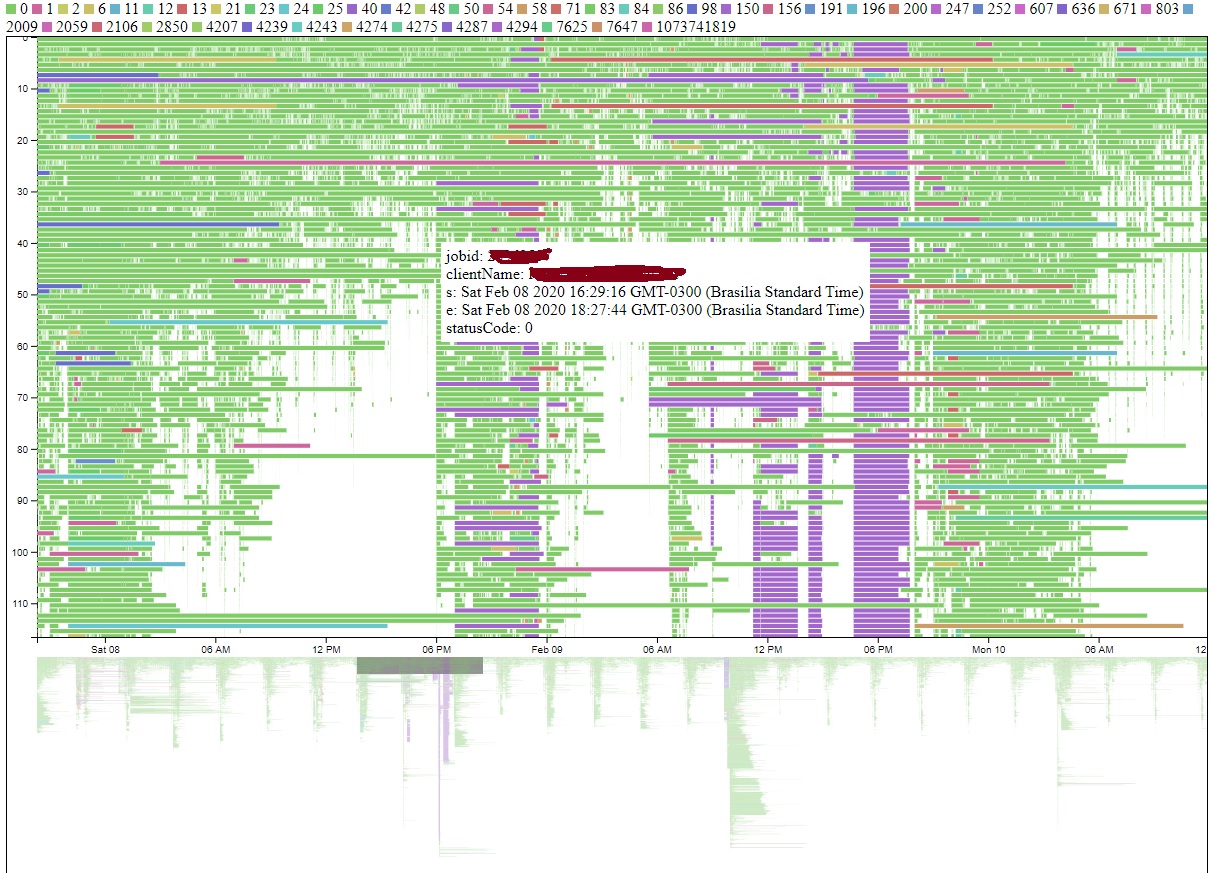 0 1 2 6 11 12 13 21 23 24 25 40 42 48 50 54 58 71 83 84 86 98 150 156 191 196 200 247 252 607 636 671 803
2009 2059 2106 2850 4207 4239 4243 4274 4275 4287 4294 7625 7647 1073741819
0
10
20
30
40
jobid:
clientName:
s: Sat Feb 08 2020 16:29:16 GMT-0300 (Brasilia Standard Time)
50
e: Sat Feb 08 2020 18:27:44 GMT-0300 (Brasilia Standard Time)
statusCode: 0
60
70
80
90
100
110
Sat 08 06 AM 12 PM 06 PM Feb 09 06 AM 12 PM 06 PM Mon 10 06 AM 12